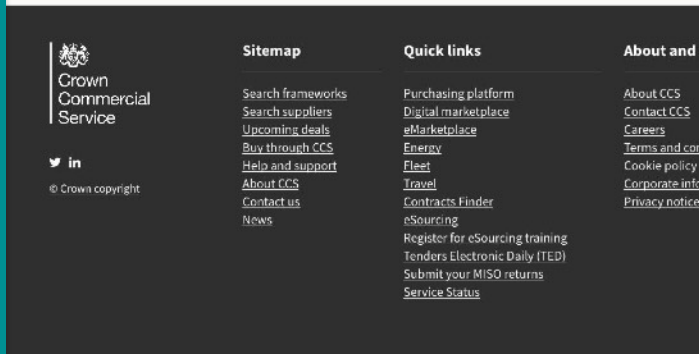 Crown
Commercial
Service
© Crown copyright
Sitemap
Search frameworks
Search suppliers
Upcoming deals
Buy through CCS
Help and support
About CCS
Contact us
News
Quick links
Purchasing platform
Digital marketplace
eMarketplace
Energy
Fleet
Travel
Contracts Finder
eSourcing
Register for eSourcing training
Tenders Electronic Daily (TED)
Submit your MISO returns
Service Status
About and
About CCS
Contact CCS
Careers
Terms and con
Cookie policy
Corporate info
Privacy notice